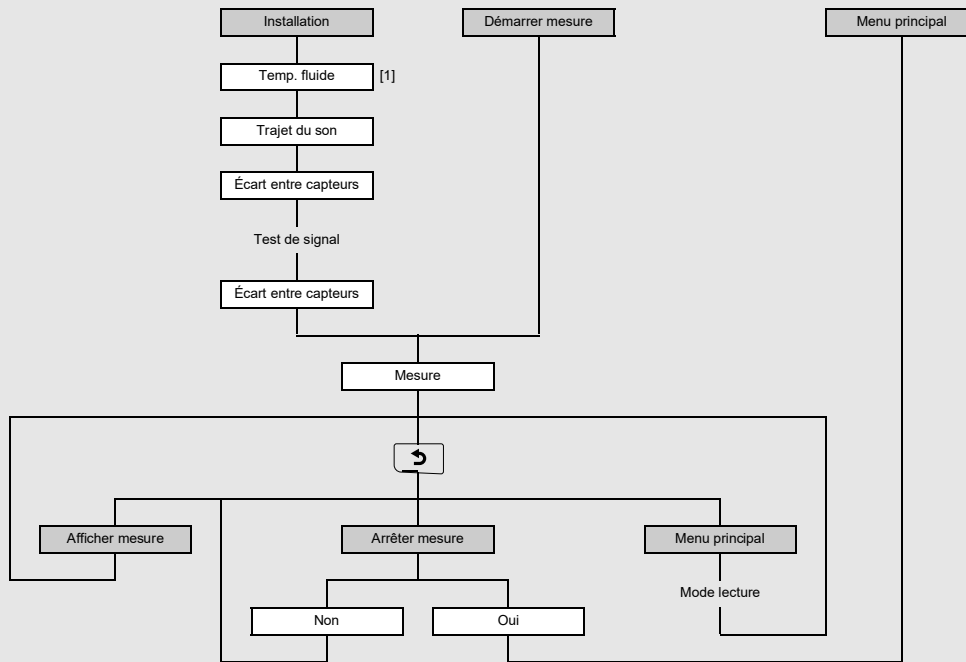 Installation
Démarrer mesure
Menu principal
Temp. fluide
[1]
Trajet du son
Écart entre capteurs
Test de signal
Écart entre capteurs
Mesure
Afficher mesure
Arrêter mesure
Menu principal
Mode lecture
Non
Oui